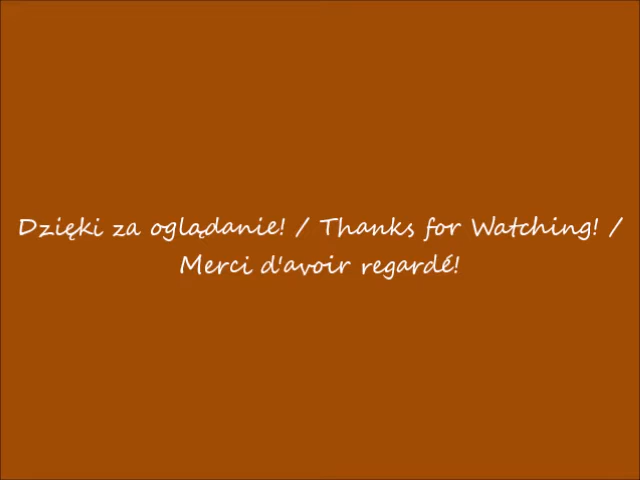 Dzięki za oglądanie! / Thanks for Watching! /
Merci d'avoir regardé!